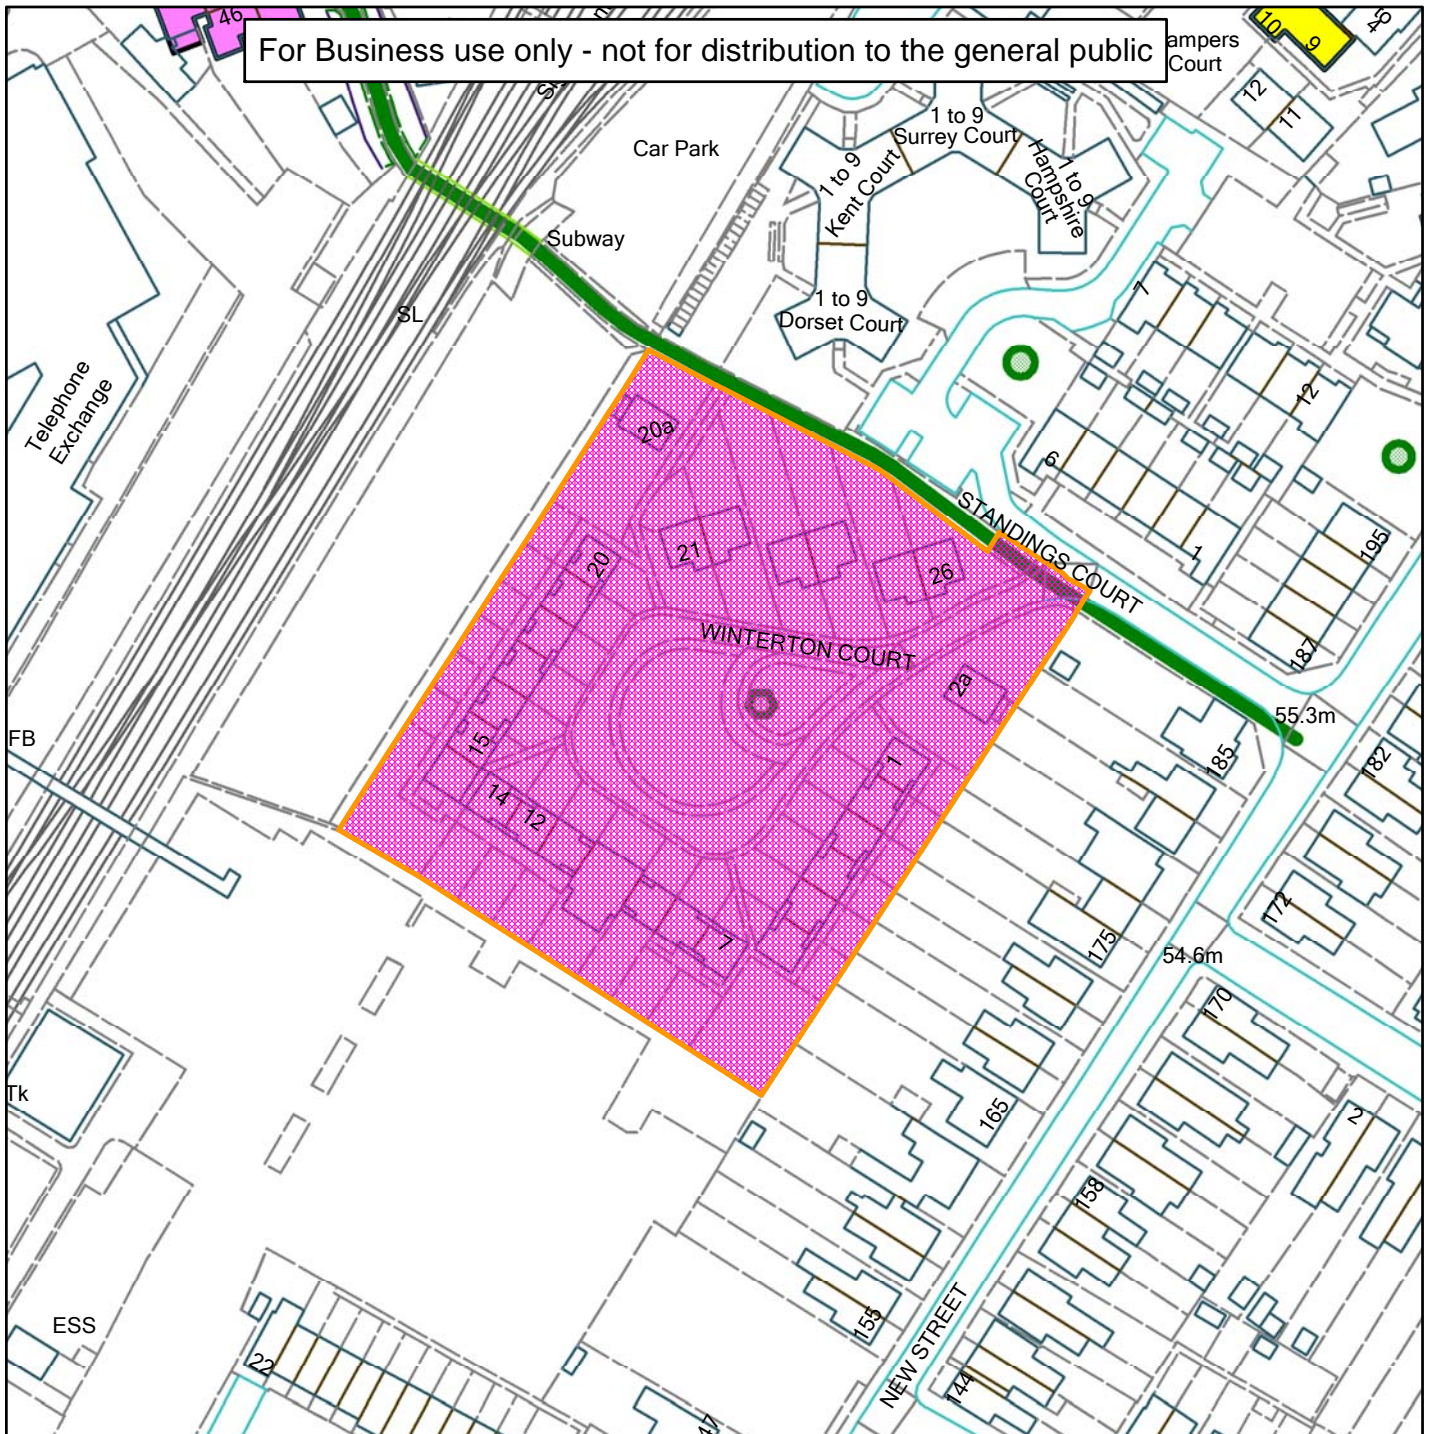 46
For Business use only - not for distribution to the general public
ampers
Court
10
9
12
11
Car Park
1 to 9
Surrey Court
1 to 9
Kent Court
1 to 9
Hampshire
Court
Subway
SL
1 to 9
Dorset Court
7
12
Telephone
Exchange
20a
6
STANDINGS COURT
1
195
21
20
26
WINTERTON COURT
187
2a
55.3m
FB
15
1
185
182
14
12
172
7
175
54.6m
170
Tk
165
2
158
ESS
155
22
NEW STREET
144
47